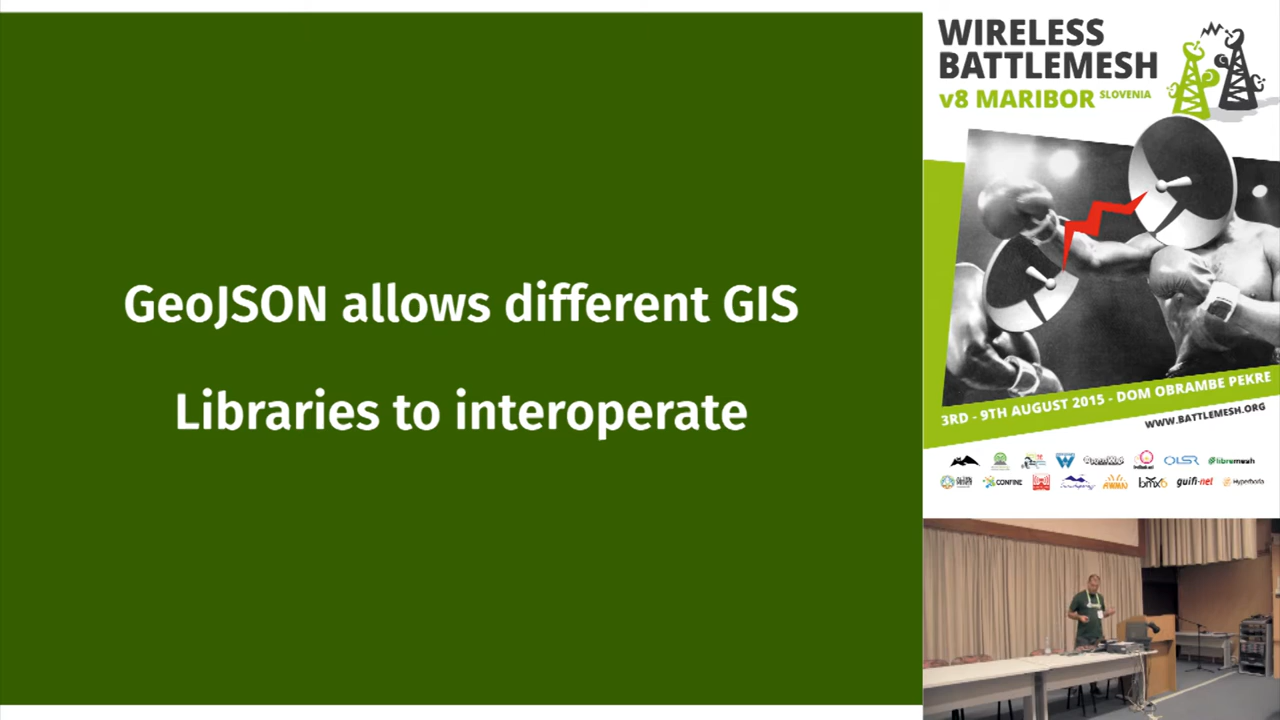 GeoJSON allows different GIS
Libraries to interoperate
WIRELESS
BATTLEMESH
v8 MARIBOR SLOVENIA
3RD - 9TH AUGUST 2015 - DOM OBRAMBE PEKRE
WWW.BATTLEMESH.ORG
OLSR libremesh
CONFINE bmx6 guifi·net Hyperboria